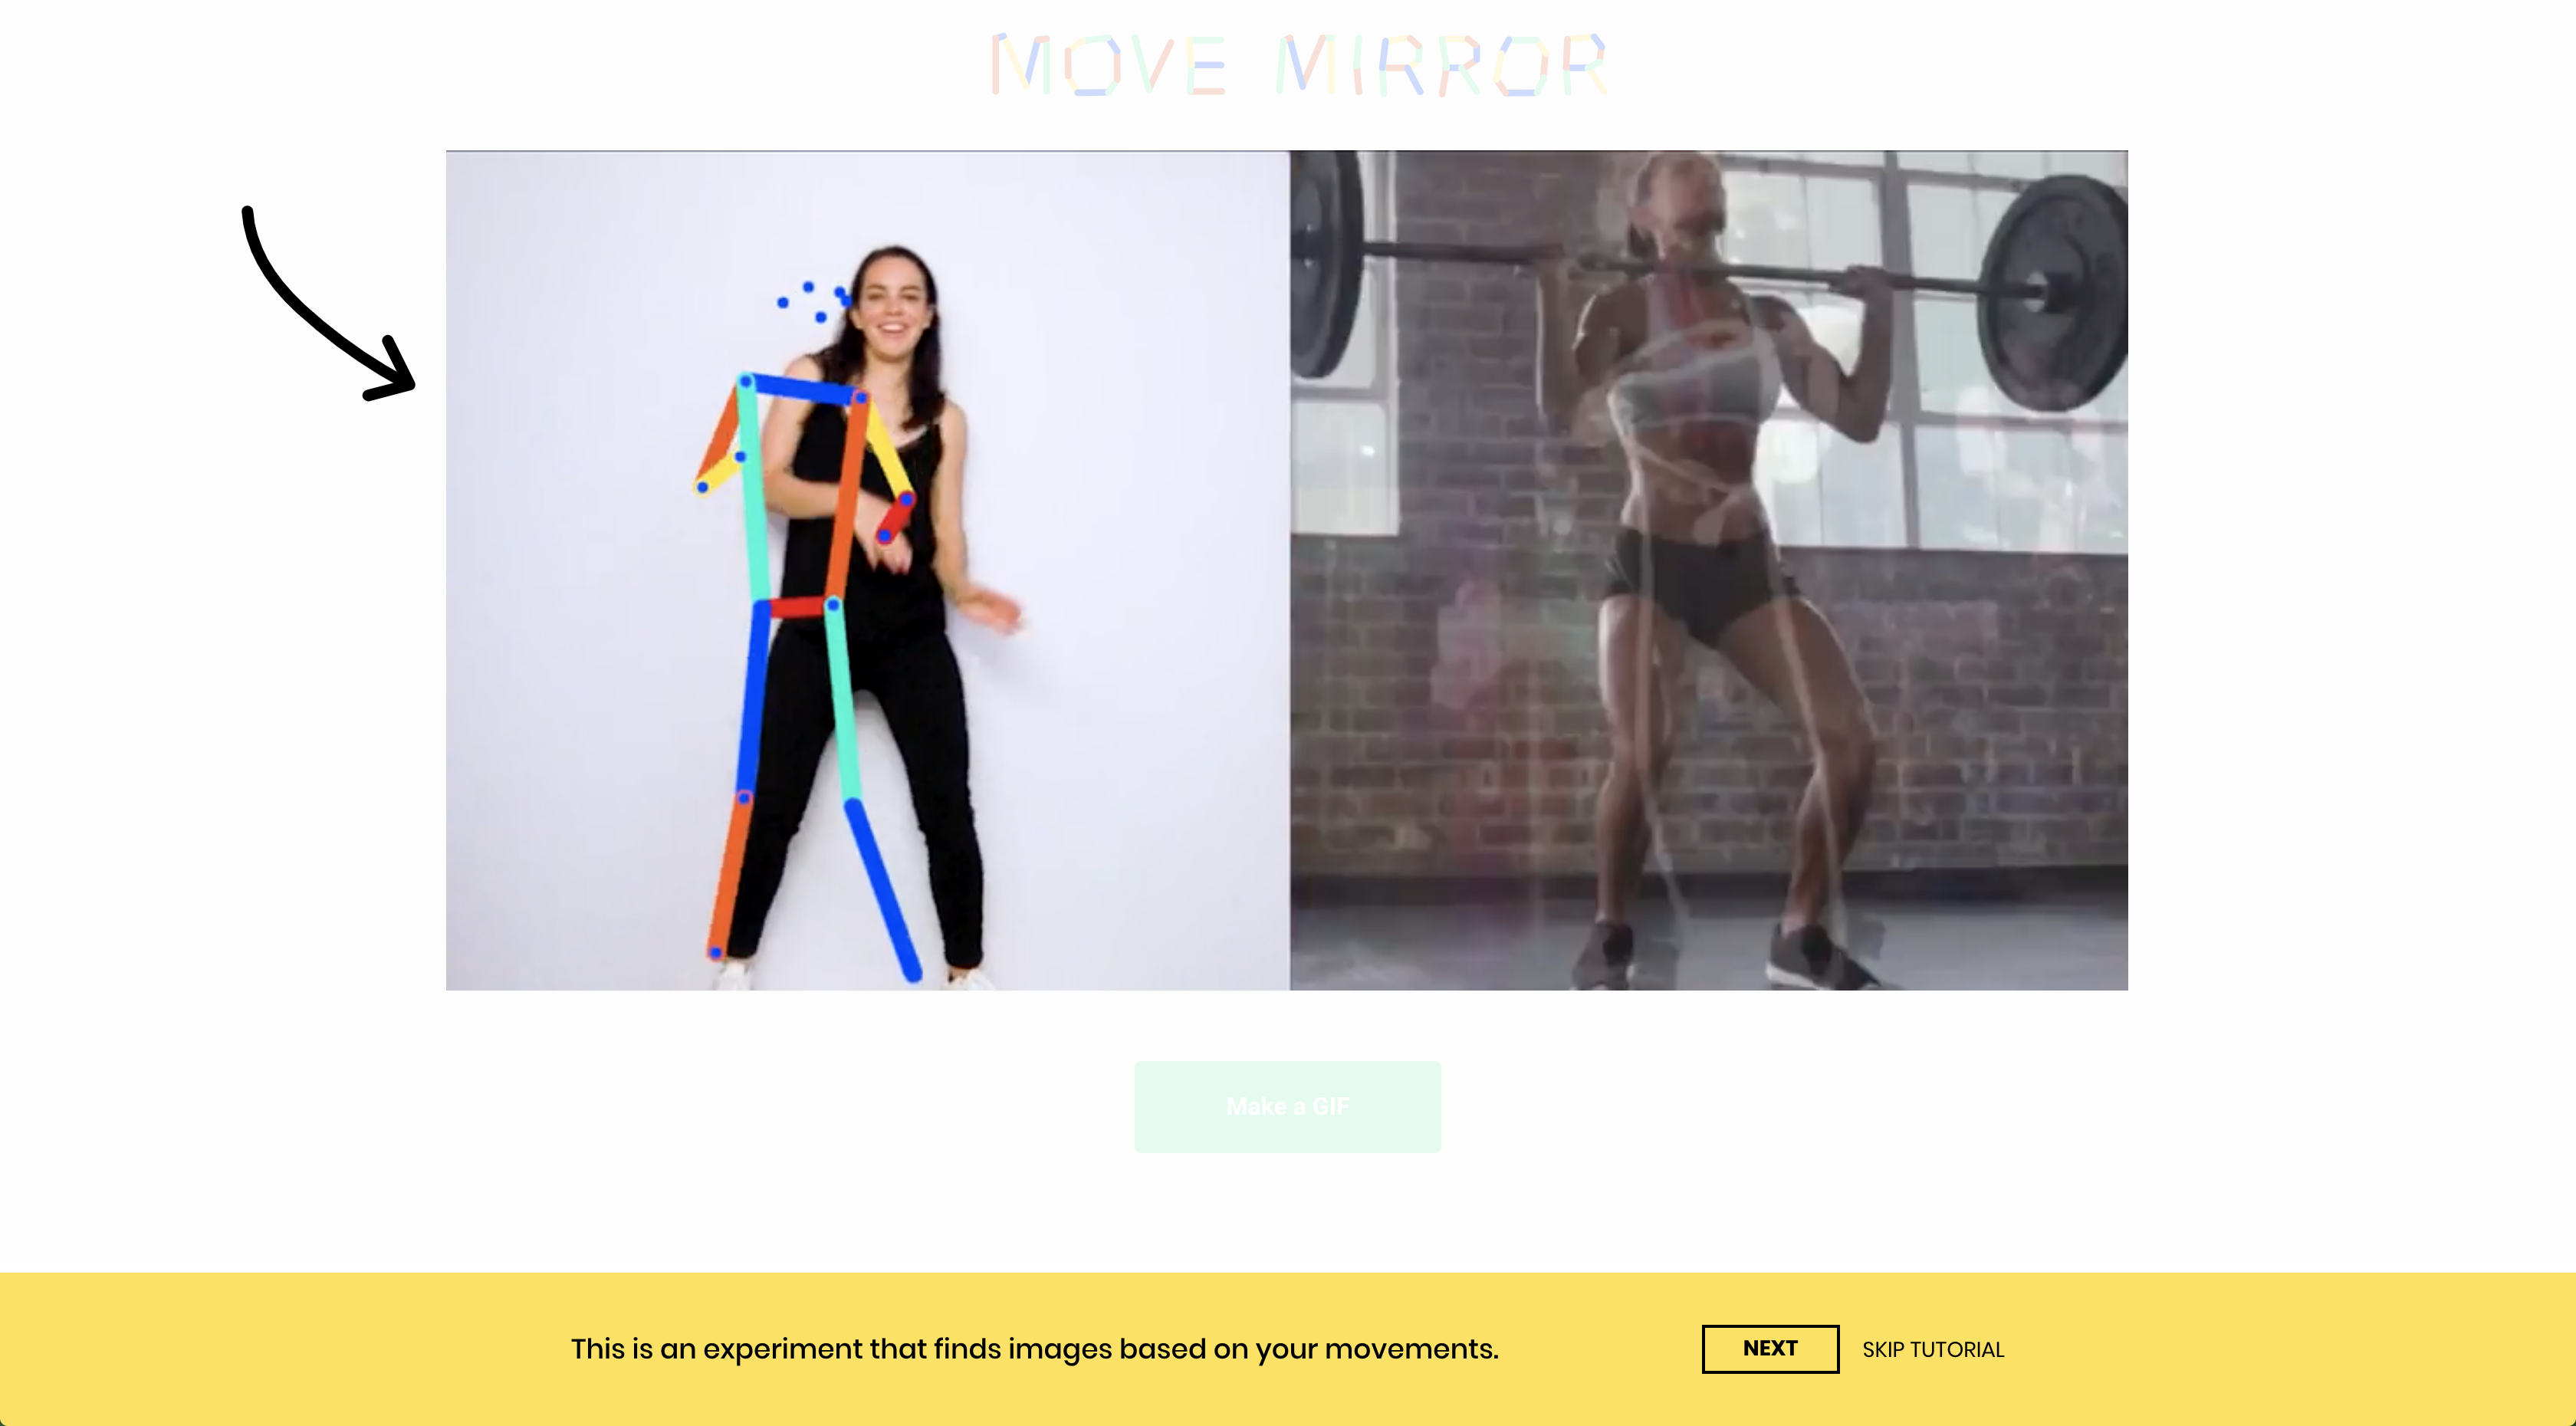 MOVE MIRROR
Make a GIF
This is an experiment that finds images based on your movements.
NEXT
SKIP TUTORIAL